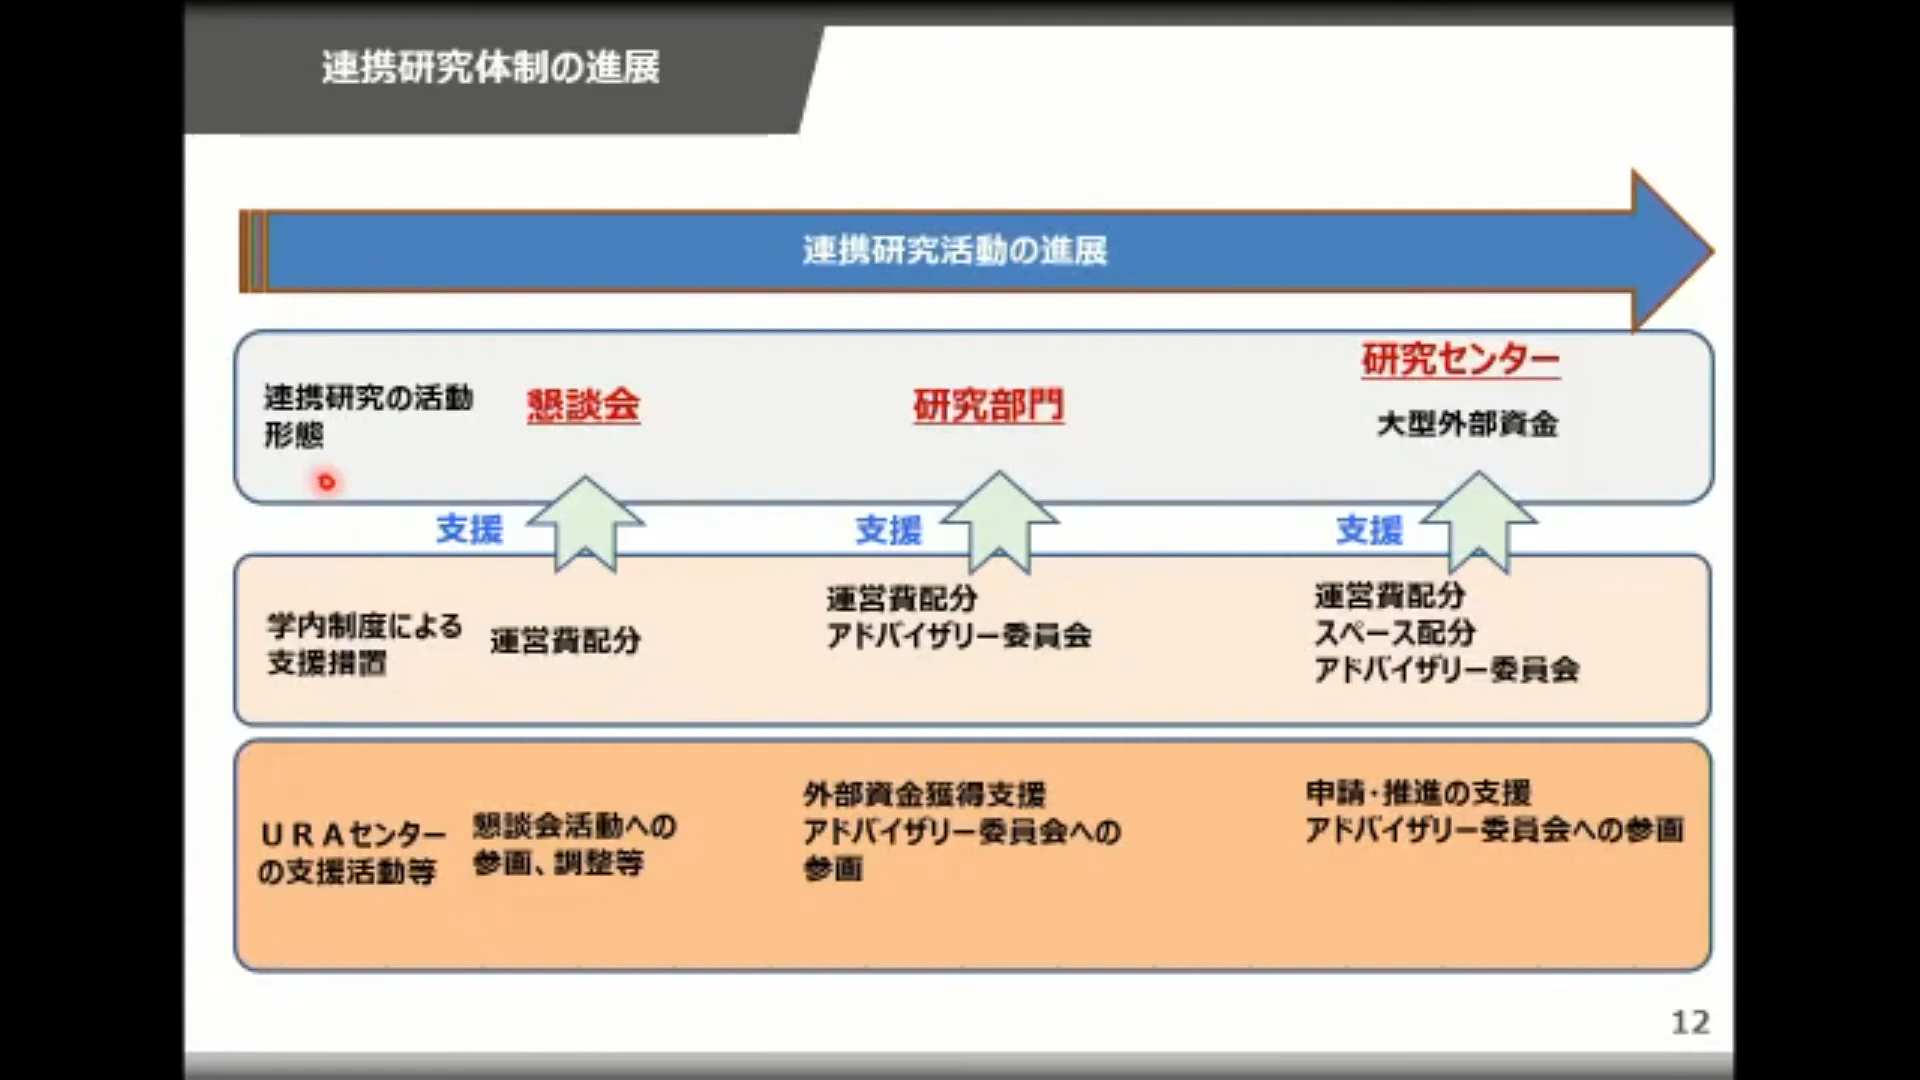 連携研究体制の進展
連携研究活動の進展
連携研究の活動
形態
懇談会
研究部門
研究センター
大型外部資金
支援
支援
支援
学内制度による
支援措置
運営費配分
運営費配分
アドバイザリー委員会
運営費配分
スペース配分
アドバイザリー委員会
ＵＲＡセンター
の支援活動等
懇談会活動への
参画、調整等
外部資金獲得支援
アドバイザリー委員会への
参画
申請・推進の支援
アドバイザリー委員会への参画
12